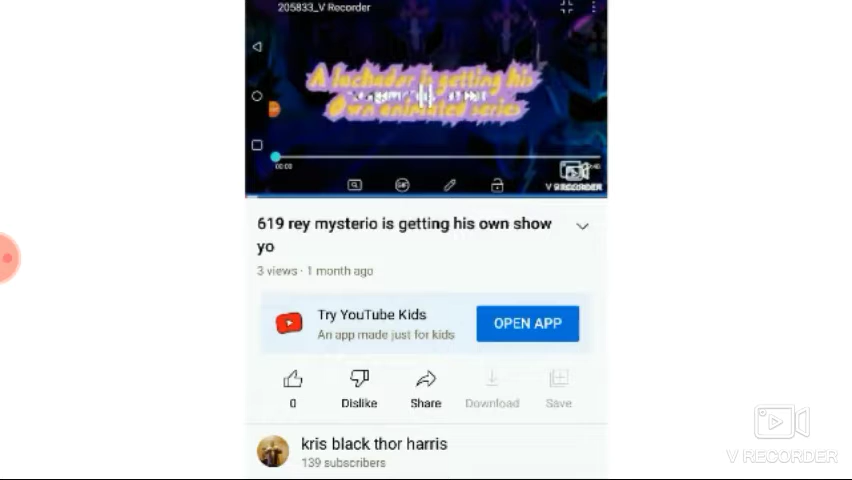 205833_V Recorder
A luchador is getting his
Own animated series
00:00
V RECORDER
619 rey mysterio is getting his own show
yo
3 views · 1 month ago
Try YouTube Kids
An app made just for kids
OPEN APP
0
Dislike
Share
Download
Save
kris black thor harris
139 subscribers
V RECORDER